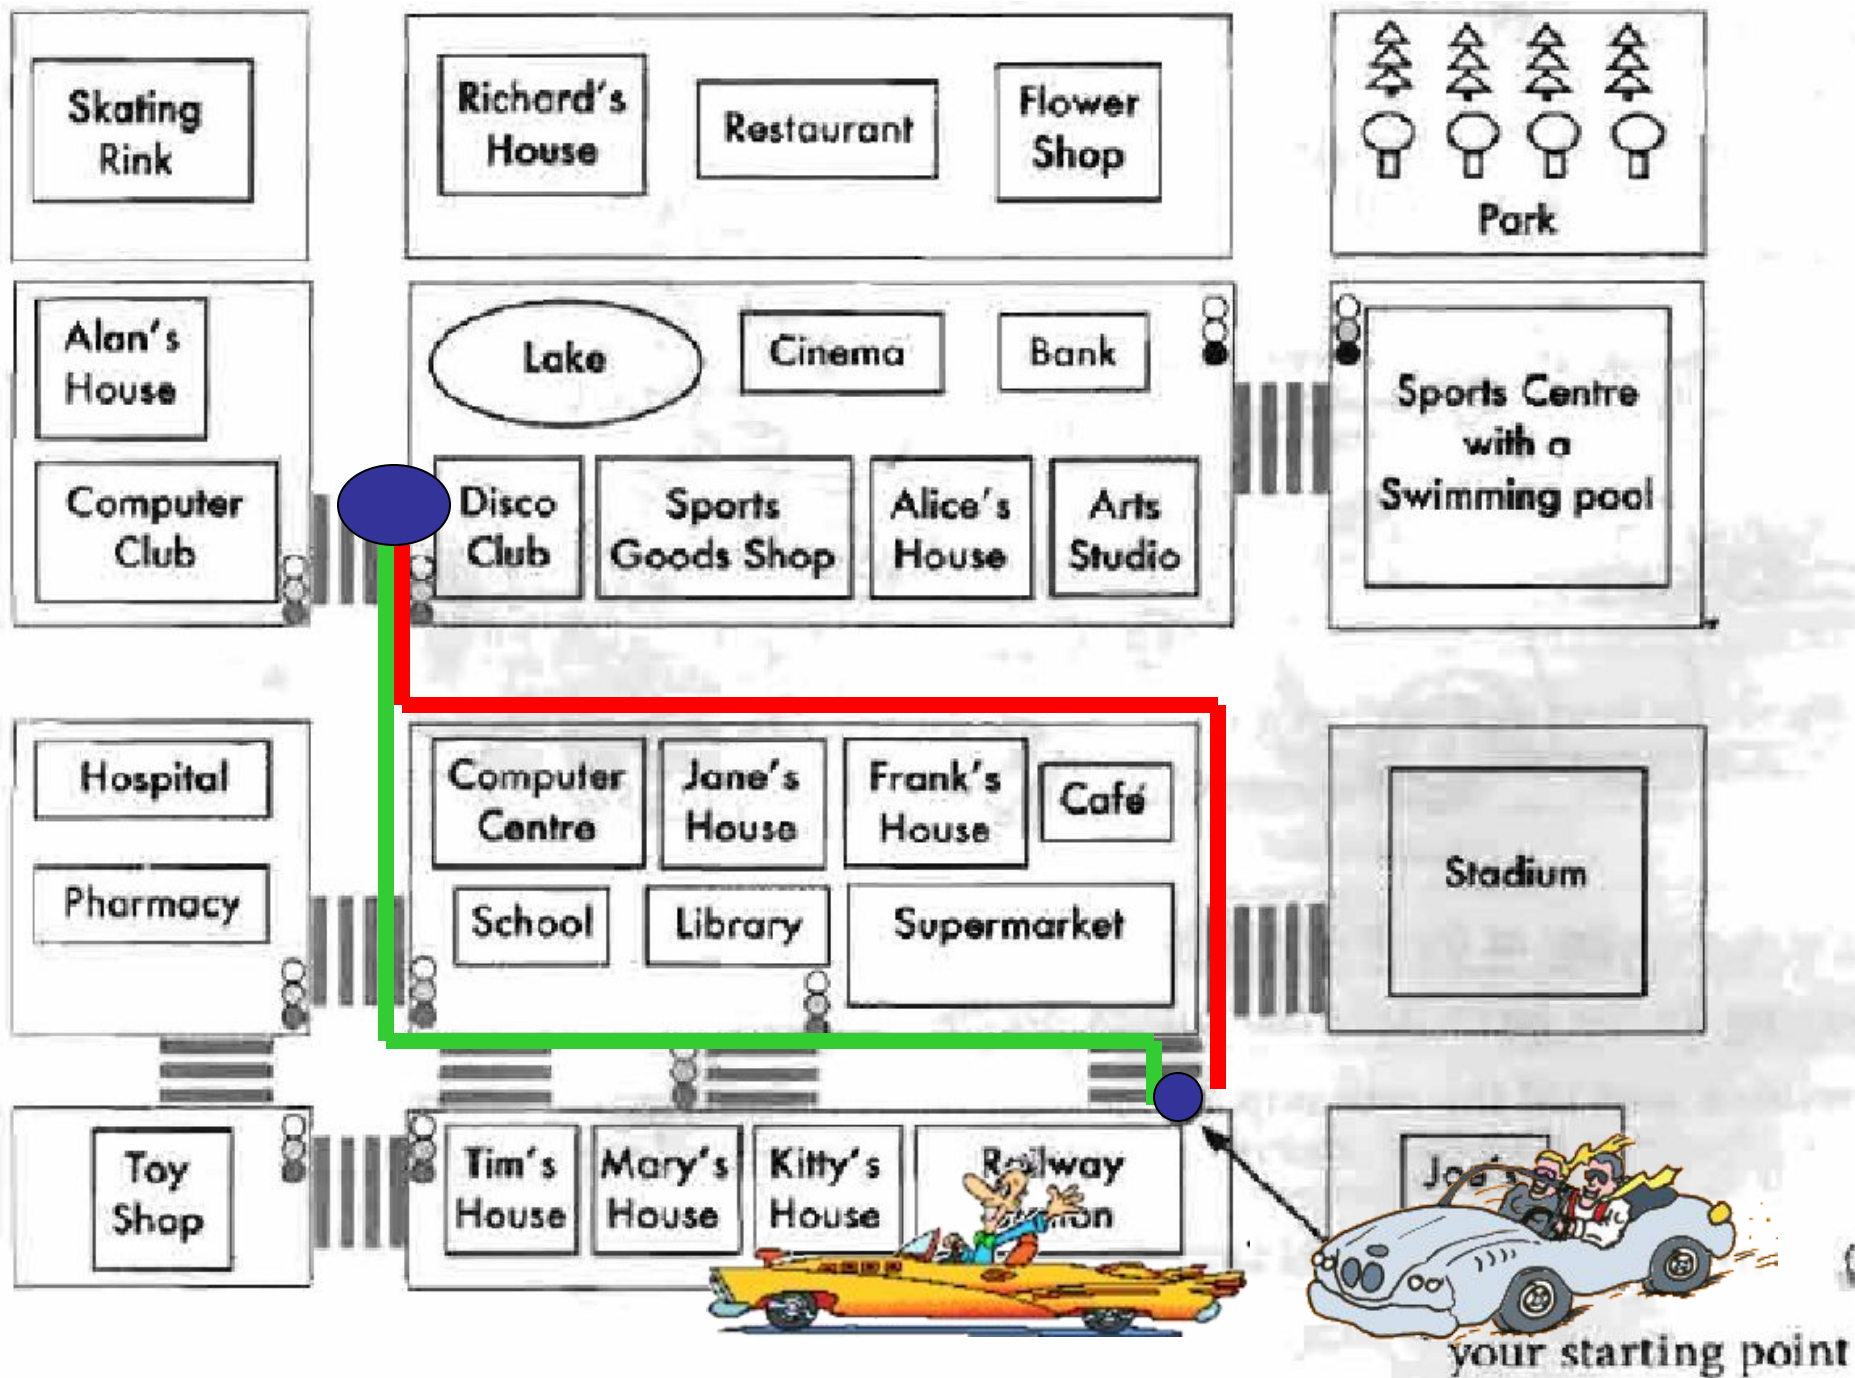 Skating
Rink
Richard's
House
Restaurant
Flower
Shop
Park
Alan's
House
Lake
Cinema
Bank
Sports Centre
with a
Swimming pool
Computer
Club
Disco
Club
Sports
Goods Shop
Alice's
House
Arts
Studio
Hospital
Computer
Centre
Jane's
House
Frank's
House
Café
Stadium
Pharmacy
School
Library
Supermarket
Toy
Shop
Tim's
House
Mary's
House
Kitty's
House
Railway
your starting point